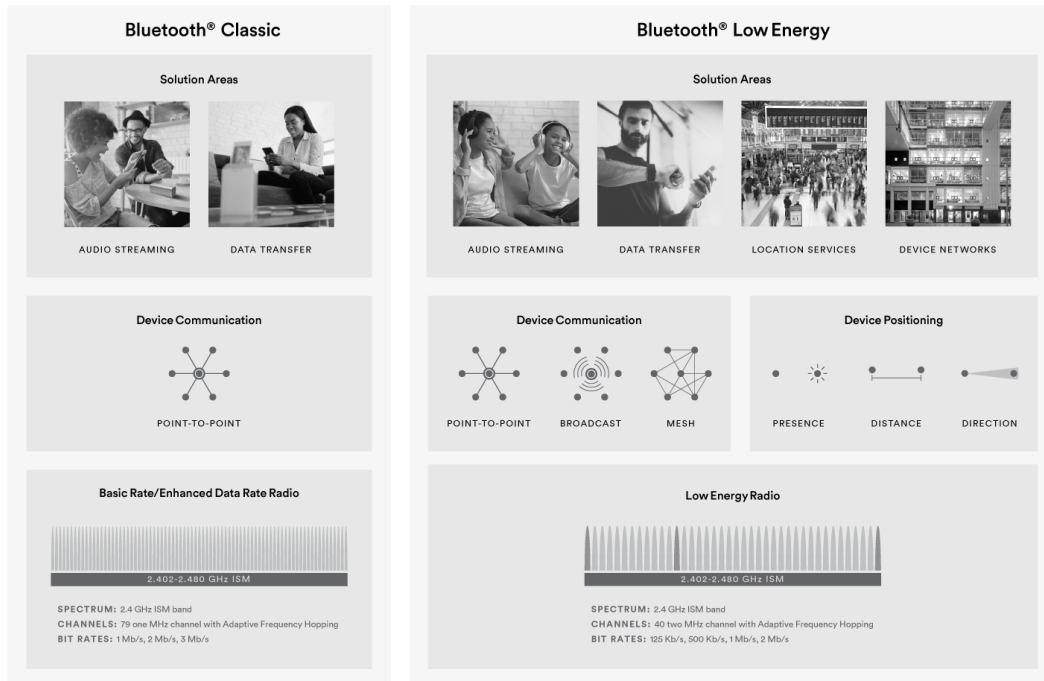 Bluetooth® Classic
Solution Areas
AUDIO STREAMING
DATA TRANSFER
Device Communication
POINT-TO-POINT
Basic Rate/Enhanced Data Rate Radio
2.402-2.480 GHz ISM
SPECTRUM: 2.4 GHz ISM band
CHANNELS: 79 one MHz channel with Adaptive Frequency Hopping
BIT RATES: 1 Mb/s, 2 Mb/s, 3 Mb/s
Bluetooth® Low Energy
Solution Areas
AUDIO STREAMING
DATA TRANSFER
LOCATION SERVICES
DEVICE NETWORKS
Device Communication
POINT-TO-POINT
BROADCAST
MESH
Device Positioning
PRESENCE
DISTANCE
DIRECTION
Low Energy Radio
2.402-2.480 GHz ISM
SPECTRUM: 2.4 GHz ISM band
CHANNELS: 40 two MHz channel with Adaptive Frequency Hopping
BIT RATES: 125 Kb/s, 500 Kb/s, 1 Mb/s, 2 Mb/s